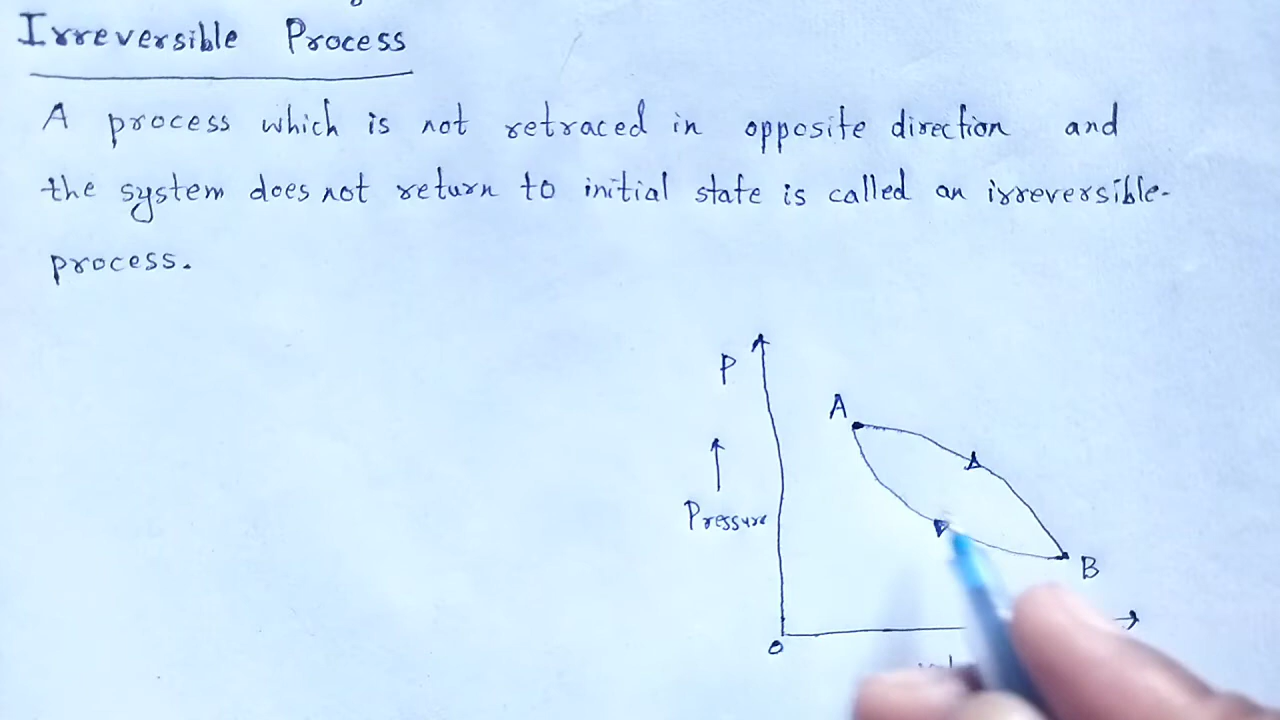 Irreversible Process
A process which is not retraced in opposite direction and
the system does not return to initial state is called an irreversible-
process.
P
A
Pressure
B
O